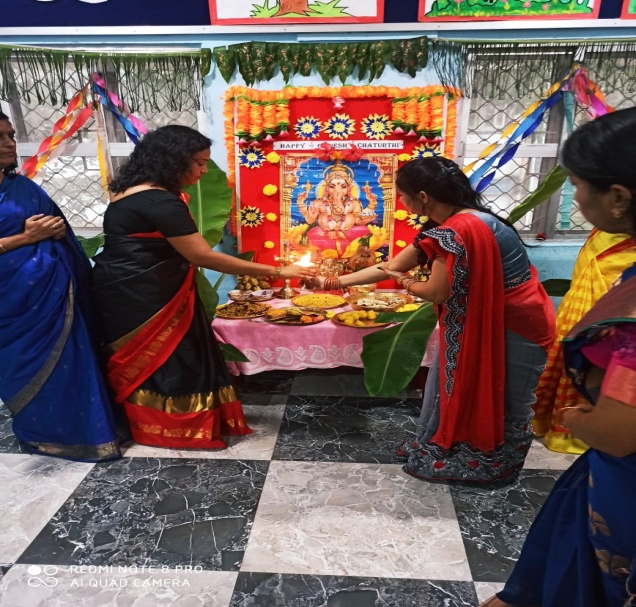 HAPPY GANESH CHATURTHI
REDMI NOTE 8 PRO
AI QUAD CAMERA